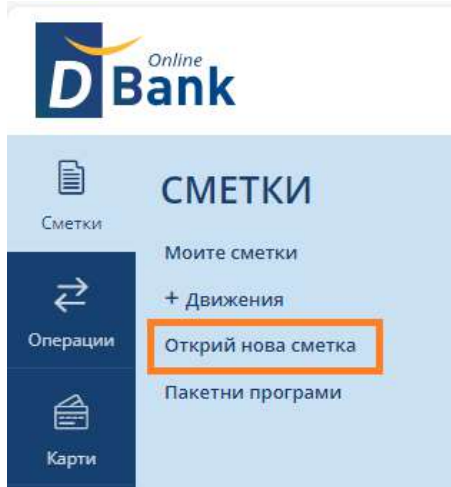 Online
D Bank
Сметки
Операции
Карти
СМЕТКИ
Моите сметки
+ Движения
Открий нова сметка
Пакетни програми